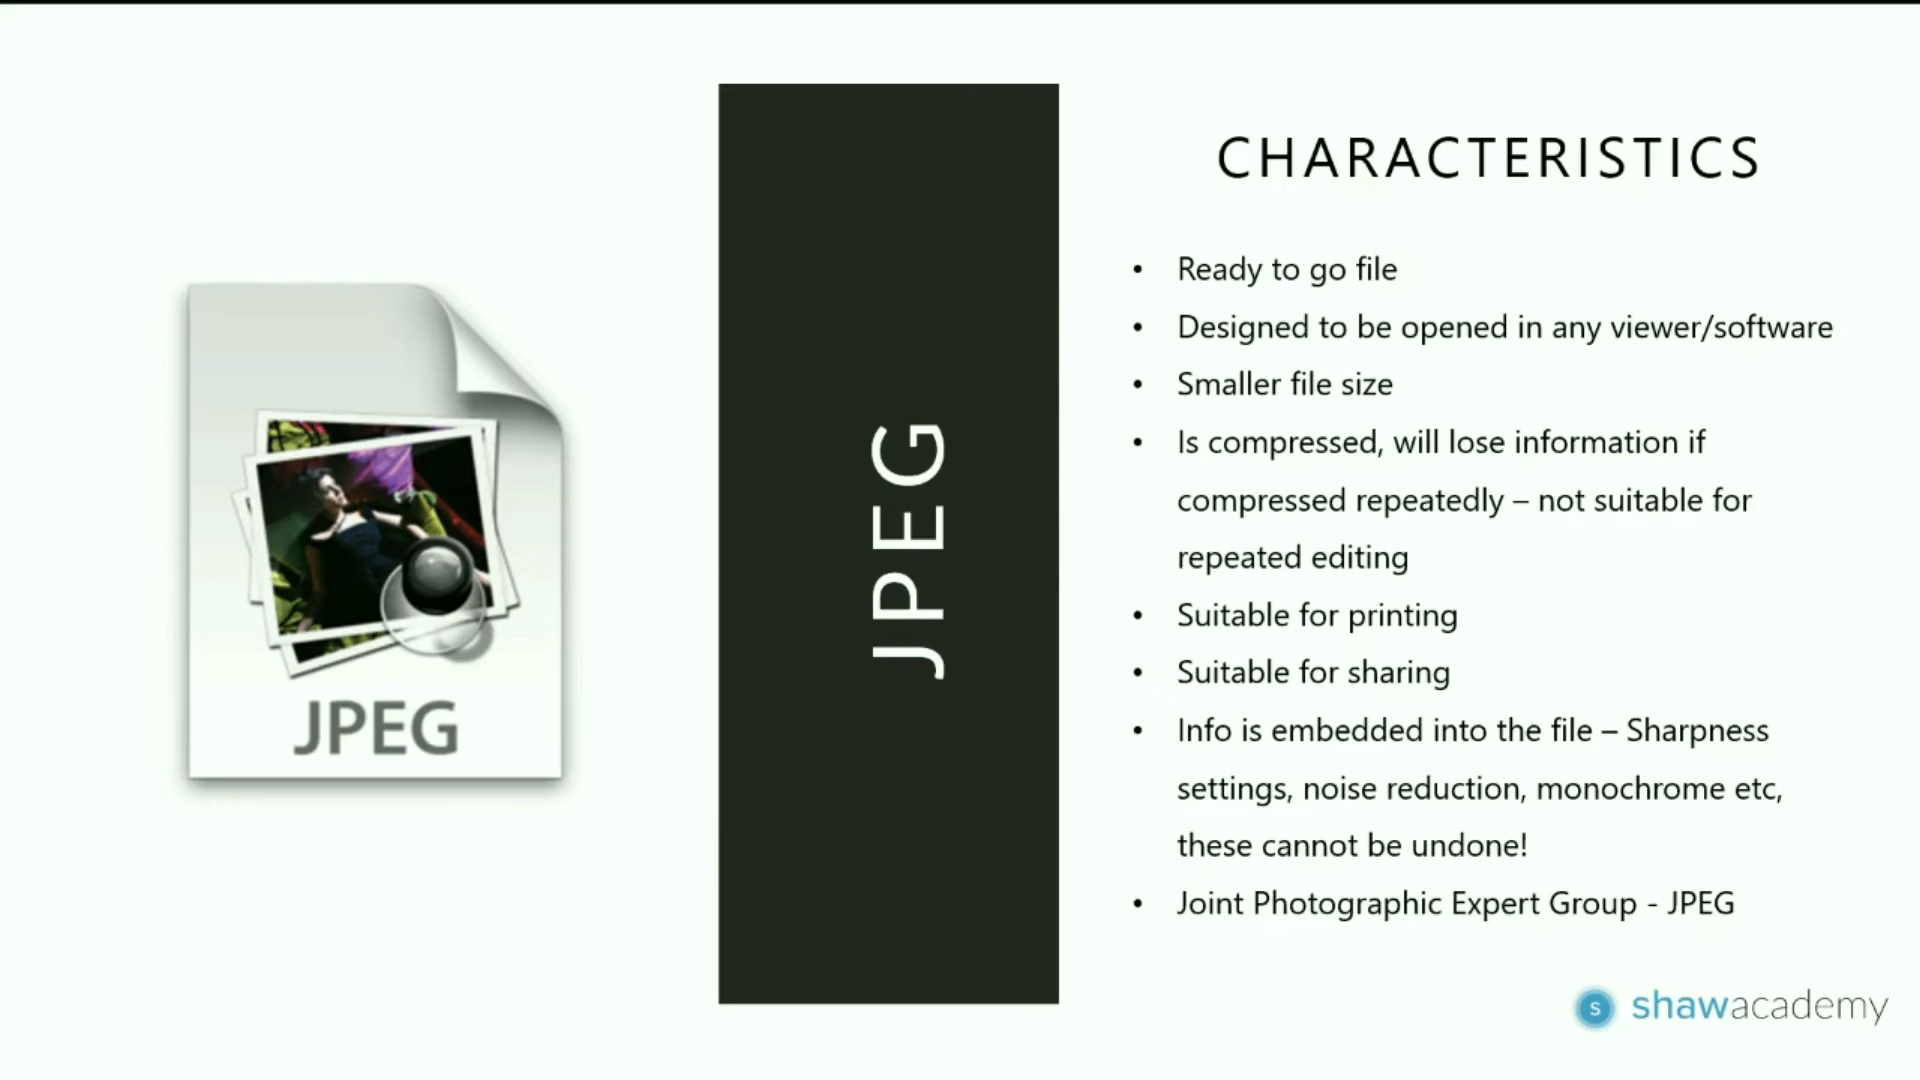 JPEG
JPEG
CHARACTERISTICS
• Ready to go file
• Designed to be opened in any viewer/software
• Smaller file size
• Is compressed, will lose information if
compressed repeatedly – not suitable for
repeated editing
• Suitable for printing
• Suitable for sharing
• Info is embedded into the file – Sharpness
settings, noise reduction, monochrome etc,
these cannot be undone!
• Joint Photographic Expert Group - JPEG
s shawacademy